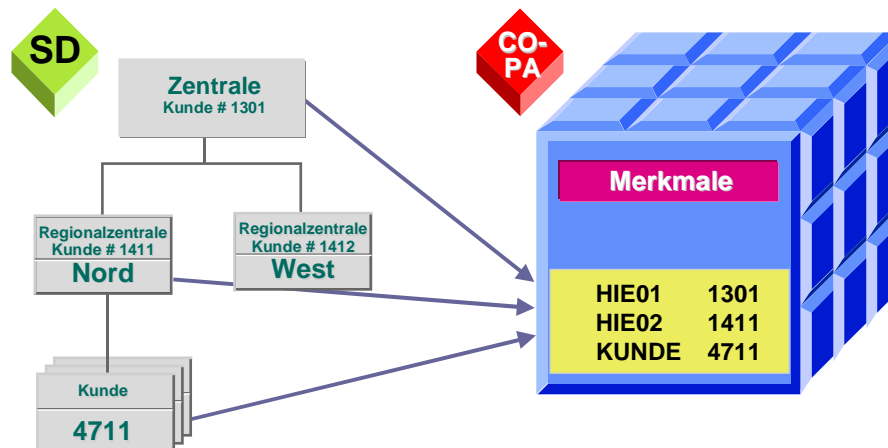 SD
CO-
PA
Zentrale
Kunde # 1301
Merkmale
Regionalzentrale
Kunde # 1411
Nord
Regionalzentrale
Kunde # 1412
West
HIE01 1301
HIE02 1411
KUNDE 4711
Kunde
4711